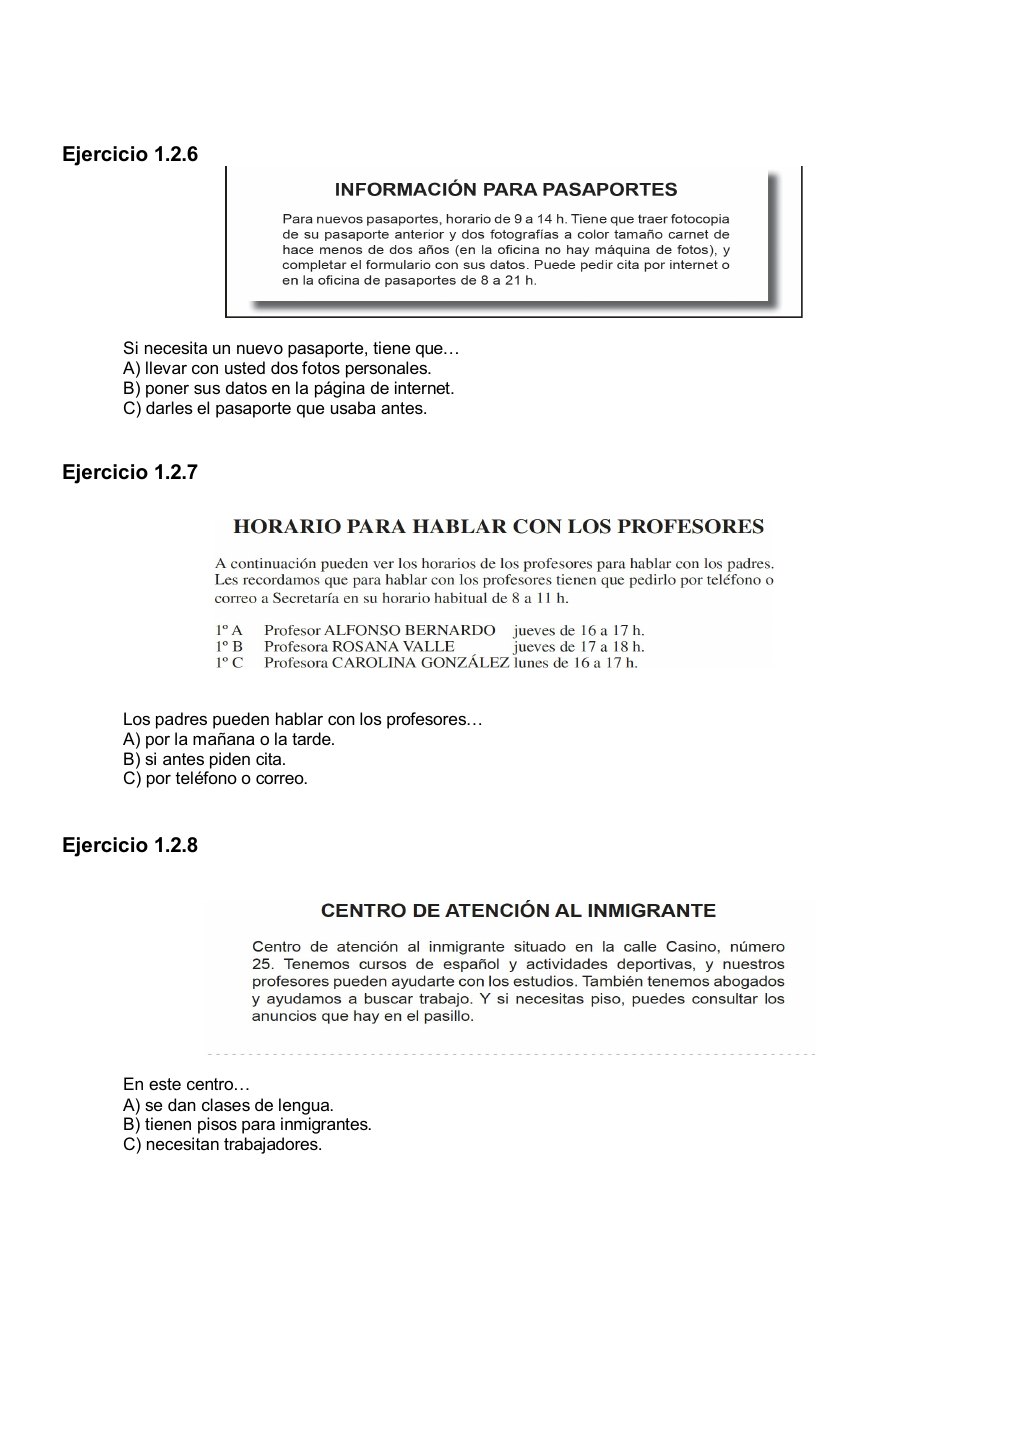 Ejercicio 1.2.6
INFORMACIÓN PARA PASAPORTES
Para nuevos pasaportes, horario de 9 a 14 h. Tiene que traer fotocopia
de su pasaporte anterior y dos fotografías a color tamaño carnet de
hace menos de dos años (en la oficina no hay máquina de fotos), y
completar el formulario con sus datos. Puede pedir cita por internet o
en la oficina de pasaportes de 8 a 21 h.
Si necesita un nuevo pasaporte, tiene que…
A) llevar con usted dos fotos personales.
B) poner sus datos en la página de internet.
C) darles el pasaporte que usaba antes.
Ejercicio 1.2.7
HORARIO PARA HABLAR CON LOS PROFESORES
A continuación pueden ver los horarios de los profesores para hablar con los padres.
Les recordamos que para hablar con los profesores tienen que pedirlo por teléfono o
correo a Secretaría en su horario habitual de 8 a 11 h.
1º A Profesor ALFONSO BERNARDO jueves de 16 a 17 h.
1º B Profesora ROSANA VALLE jueves de 17 a 18 h.
1º C Profesora CAROLINA GONZÁLEZ lunes de 16 a 17 h.
Los padres pueden hablar con los profesores…
A) por la mañana o la tarde.
B) si antes piden cita.
C) por teléfono o correo.
Ejercicio 1.2.8
CENTRO DE ATENCIÓN AL INMIGRANTE
Centro de atención al inmigrante situado en la calle Casino, número
25. Tenemos cursos de español y actividades deportivas, y nuestros
profesores pueden ayudarte con los estudios. También tenemos abogados
y ayudamos a buscar trabajo. Y si necesitas piso, puedes consultar los
anuncios que hay en el pasillo.
En este centro…
A) se dan clases de lengua.
B) tienen pisos para inmigrantes.
C) necesitan trabajadores.